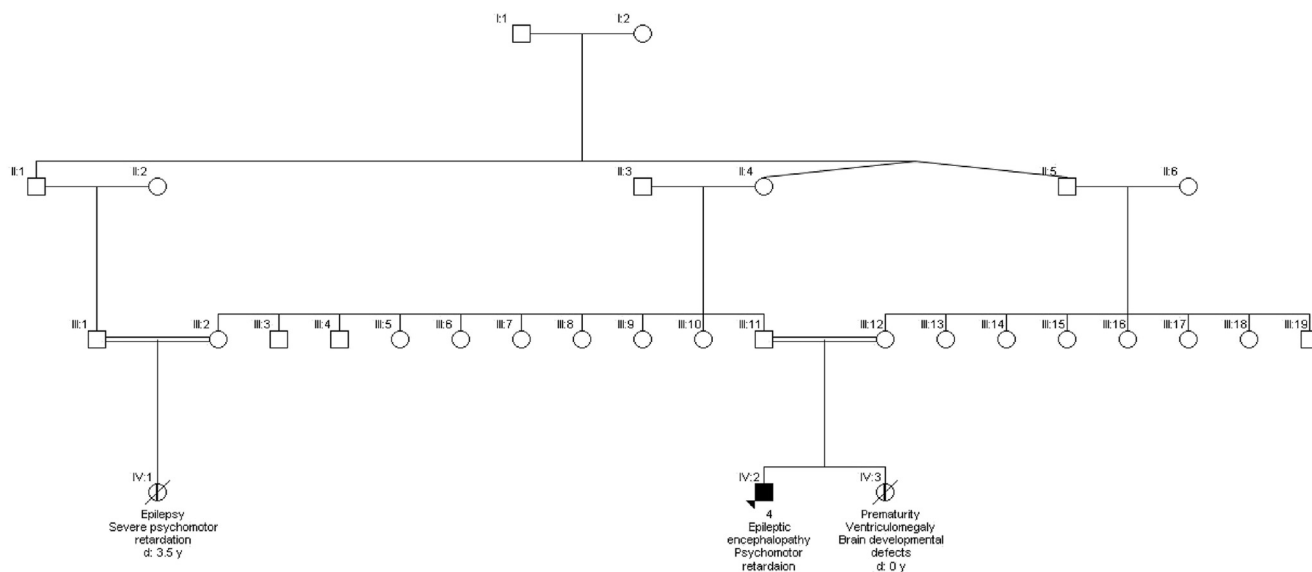 I:1 I:2
II:1 II:2 II:3 II:4 II:5 II:6
III:1 III:2 III:3 III:4 III:5 III:6 III:7 III:8 III:9 III:10 III:11 III:12 III:13 III:14 III:15 III:16 III:17 III:18 III:19
IV:1 IV:2 IV:3
Epilepsy
Severe psychomotor
retardation
d: 3.5 y
4
Epileptic
encephalopathy
Psychomotor
retardaion
Prematurity
Ventriculomegaly
Brain developmental
defects
d: 0 y